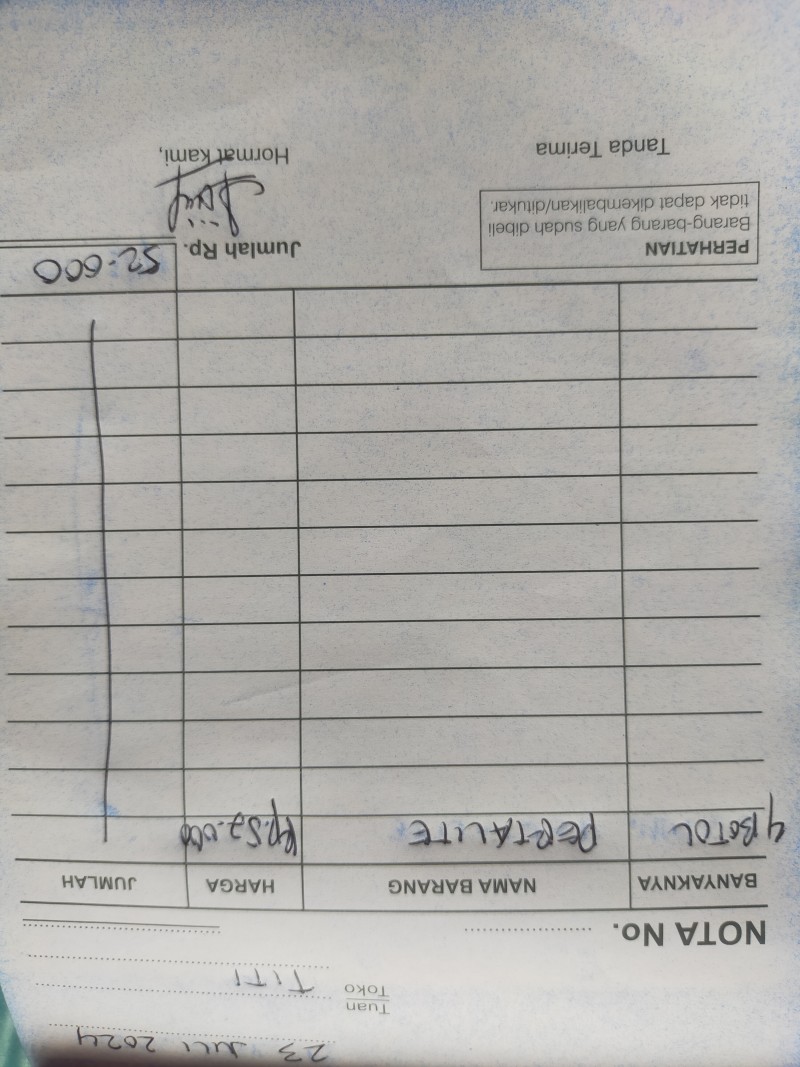 23 JULI 2024
Tuan
Toko
TITI
NOTA No.
BANYAKNYA NAMA BARANG HARGA JUMLAH
4 BOTOL PERTALITE Rp.52.000
PERHATIAN
Barang-barang yang sudah dibeli
tidak dapat dikembalikan/ditukar.
Jumlah Rp. 52.000
Tanda Terima Hormat kami,